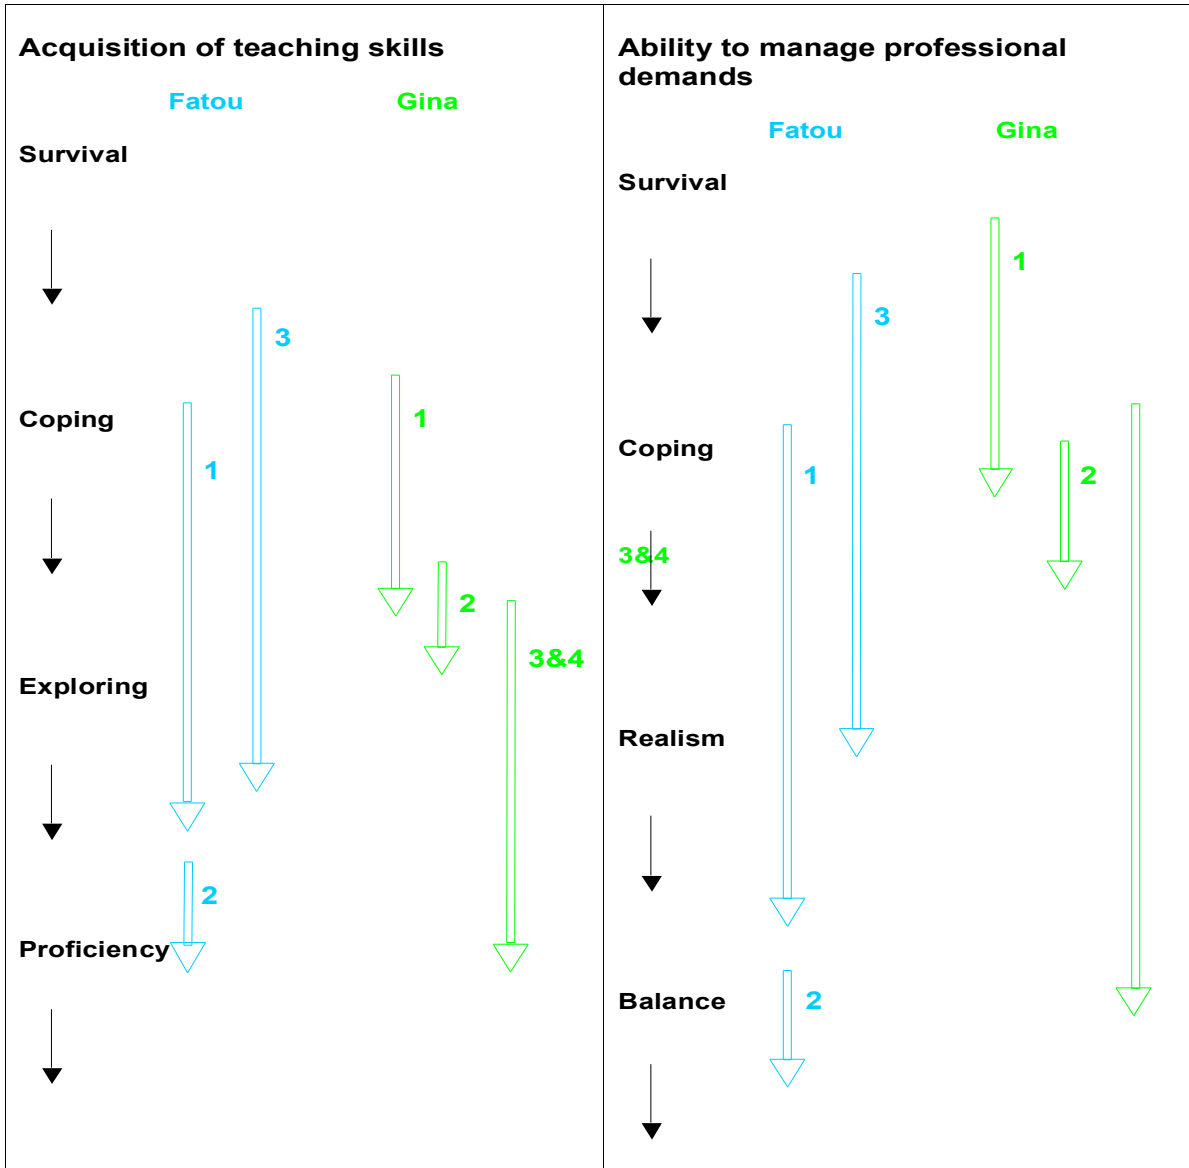 Acquisition of teaching skills
Fatou Gina
Survival
3
Coping 1
1
2
3&4
Exploring
2
Proficiency
Ability to manage professional
demands
Fatou Gina
Survival
1
3
Coping
1 2
3&4
Realism
Balance 2